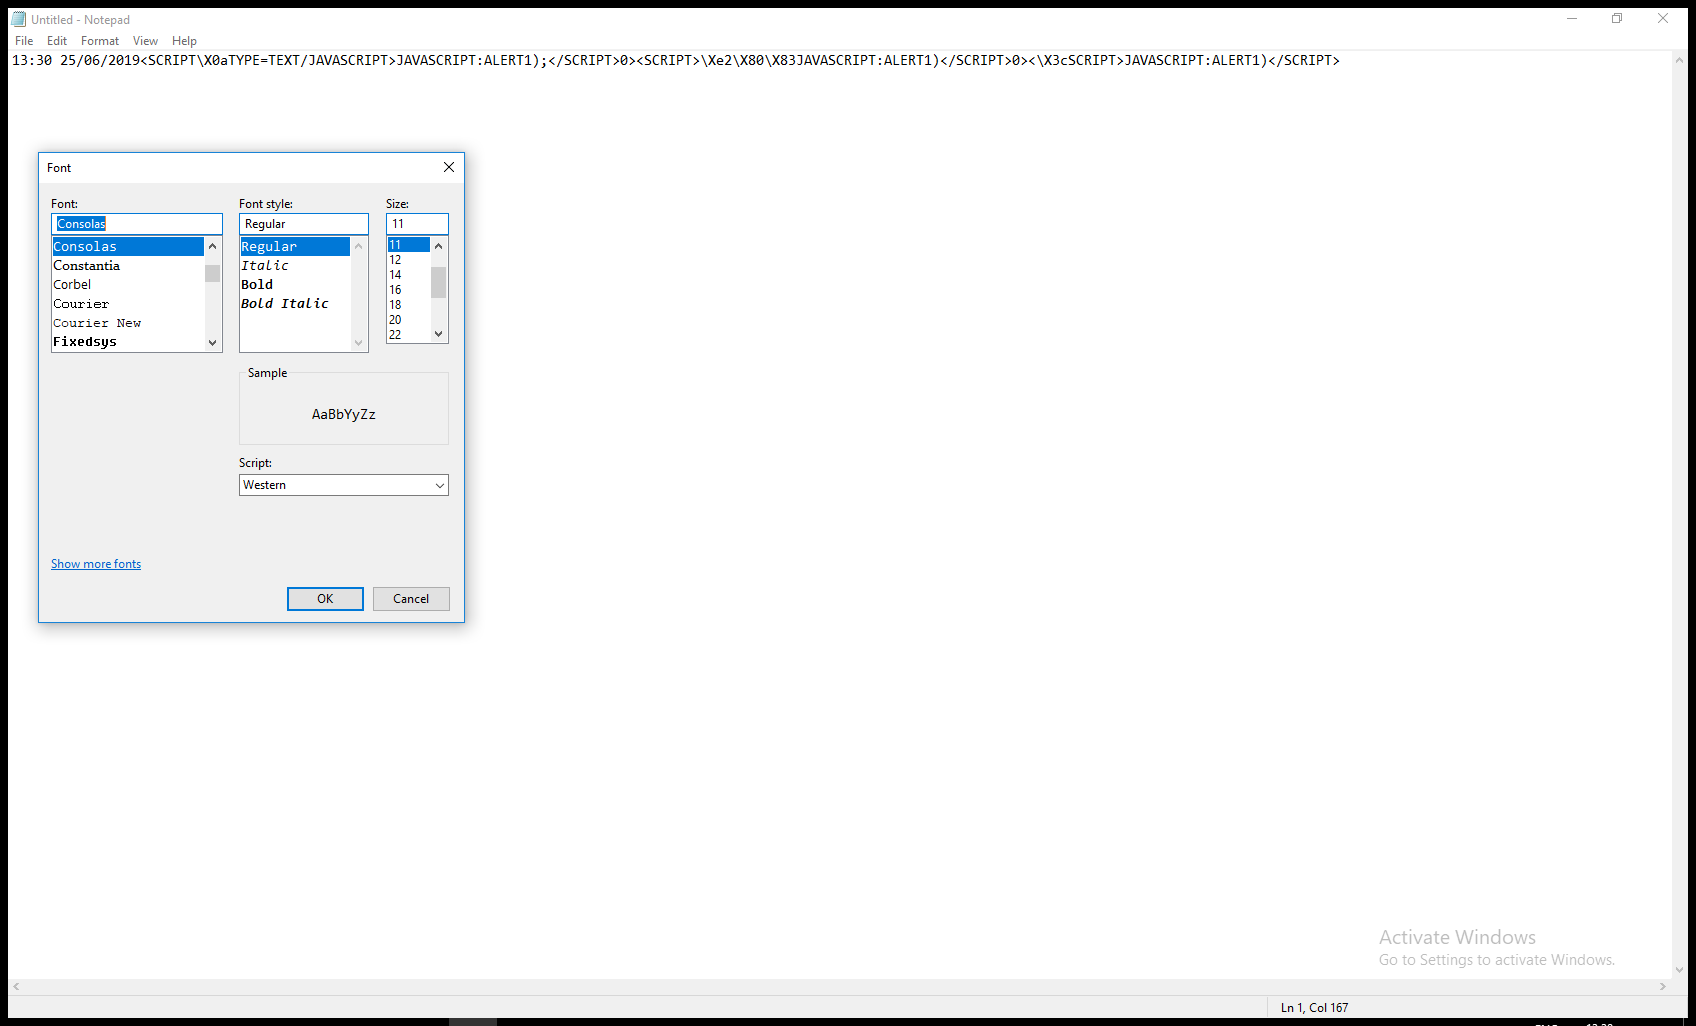 Untitled - Notepad
File Edit Format View Help
13:30 25/06/2019<SCRIPT\X0aTYPE=TEXT/JAVASCRIPT>JAVASCRIPT:ALERT1);</SCRIPT>0><SCRIPT>\Xe2\X80\X83JAVASCRIPT:ALERT1)</SCRIPT>0><\X3cSCRIPT>JAVASCRIPT:ALERT1)</SCRIPT>
Font
Font: Font style: Size:
Consolas Regular 11
Consolas Regular 11
Constantia Italic 12
Corbel Bold 14
Courier Bold Italic 16
Courier New 18
Fixedsys 20
22
Sample
AaBbYyZz
Script:
Western
Show more fonts
OK Cancel
Activate Windows
Go to Settings to activate Windows.
Ln 1, Col 167